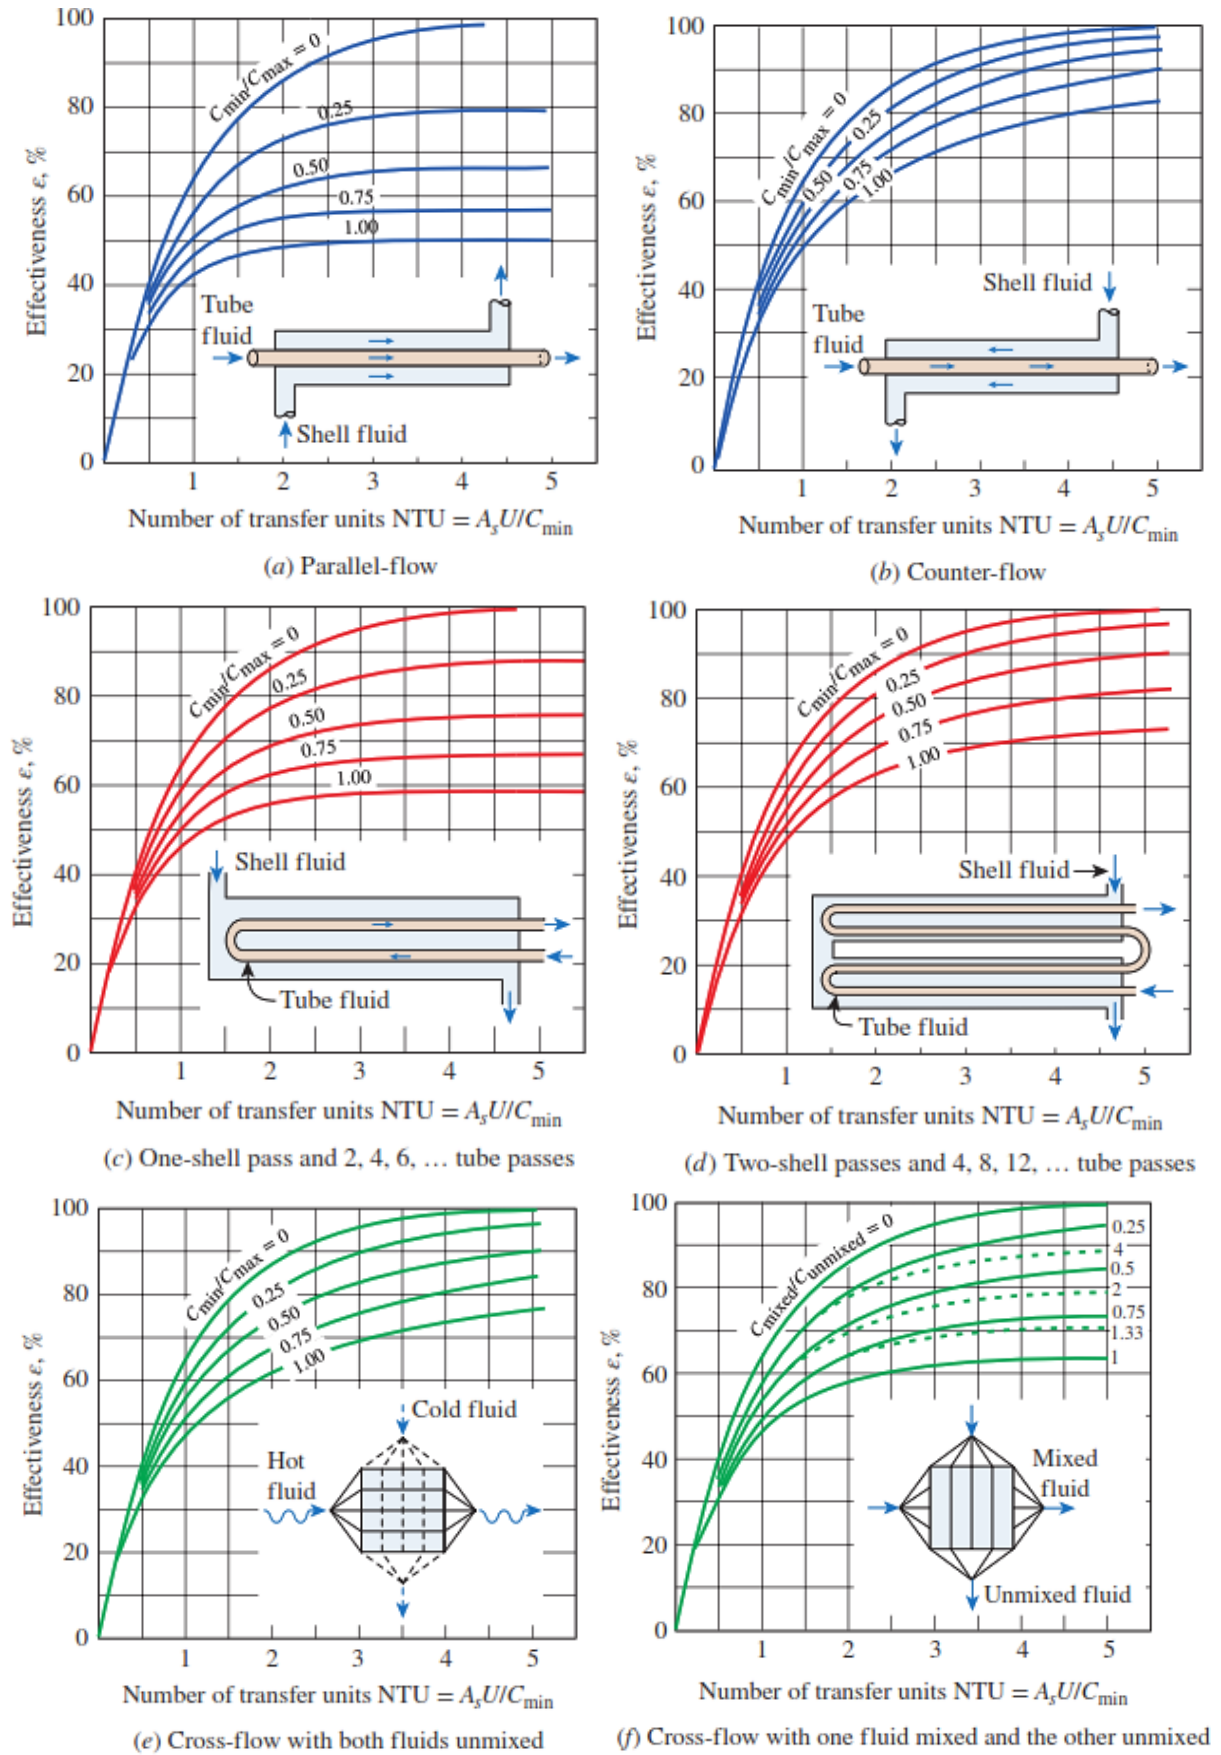 100
80
60
40
20
0
Effectiveness ε, %
Cmin/Cmax = 0
0.25
0.50
0.75
1.00
Tube
fluid
Shell fluid
1 2 3 4 5
Number of transfer units NTU = AsU/Cmin
(a) Parallel-flow
100
80
60
40
20
0
Effectiveness ε, %
Cmin/Cmax = 0
0.25
0.50
0.75
1.00
Shell fluid
Tube
fluid
1 2 3 4 5
Number of transfer units NTU = AsU/Cmin
(b) Counter-flow
100
80
60
40
20
0
Effectiveness ε, %
Cmin/Cmax = 0
0.25
0.50
0.75
1.00
Shell fluid
Tube fluid
1 2 3 4 5
Number of transfer units NTU = AsU/Cmin
(c) One-shell pass and 2, 4, 6, … tube passes
100
80
60
40
20
0
Effectiveness ε, %
Cmin/Cmax = 0
0.25
0.50
0.75
1.00
Shell fluid
Tube fluid
1 2 3 4 5
Number of transfer units NTU = AsU/Cmin
(d) Two-shell passes and 4, 8, 12, … tube passes
100
80
60
40
20
0
Effectiveness ε, %
Cmin/Cmax = 0
0.25
0.50
0.75
1.00
Cold fluid
Hot
fluid
1 2 3 4 5
Number of transfer units NTU = AsU/Cmin
(e) Cross-flow with both fluids unmixed
100
80
60
40
20
0
Effectiveness ε, %
Cmixed/Cunmixed = 0
0.25
4
0.5
2
0.75
1.33
1
Mixed
fluid
Unmixed fluid
1 2 3 4 5
Number of transfer units NTU = AsU/Cmin
(f) Cross-flow with one fluid mixed and the other unmixed